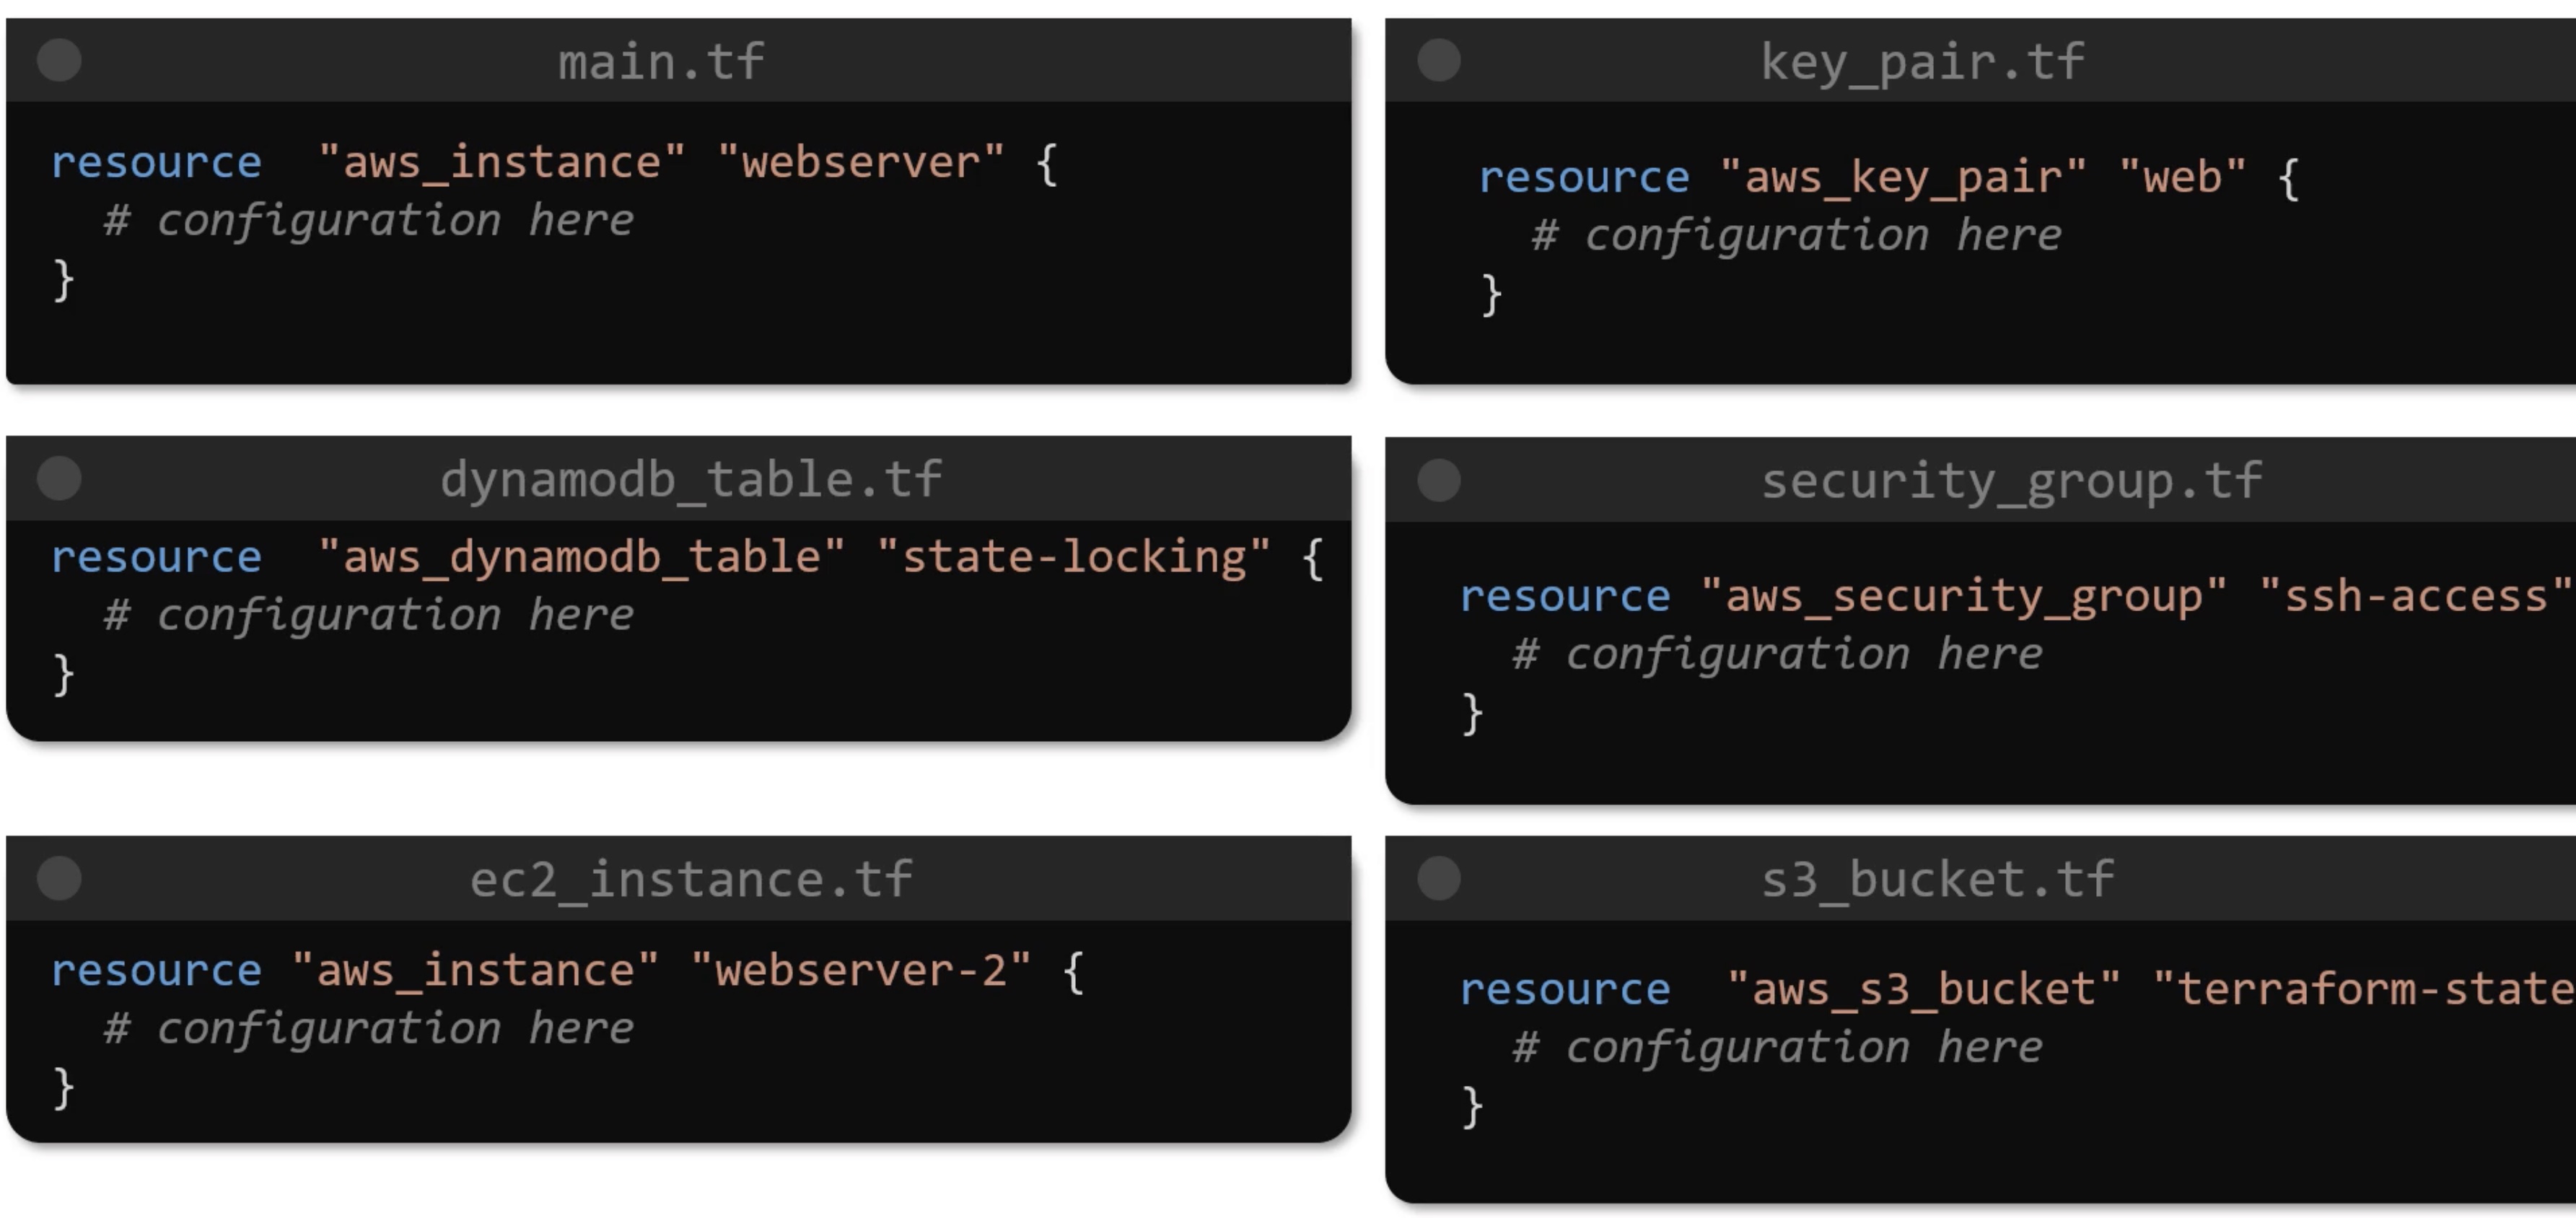 main.tf
resource  "aws_instance" "webserver" {
  # configuration here
}
key_pair.tf
resource "aws_key_pair" "web" {
  # configuration here
}
dynamodb_table.tf
resource  "aws_dynamodb_table" "state-locking" {
  # configuration here
}
security_group.tf
resource "aws_security_group" "ssh-access"
  # configuration here
}
ec2_instance.tf
resource "aws_instance" "webserver-2" {
  # configuration here
}
s3_bucket.tf
resource  "aws_s3_bucket" "terraform-state
  # configuration here
}